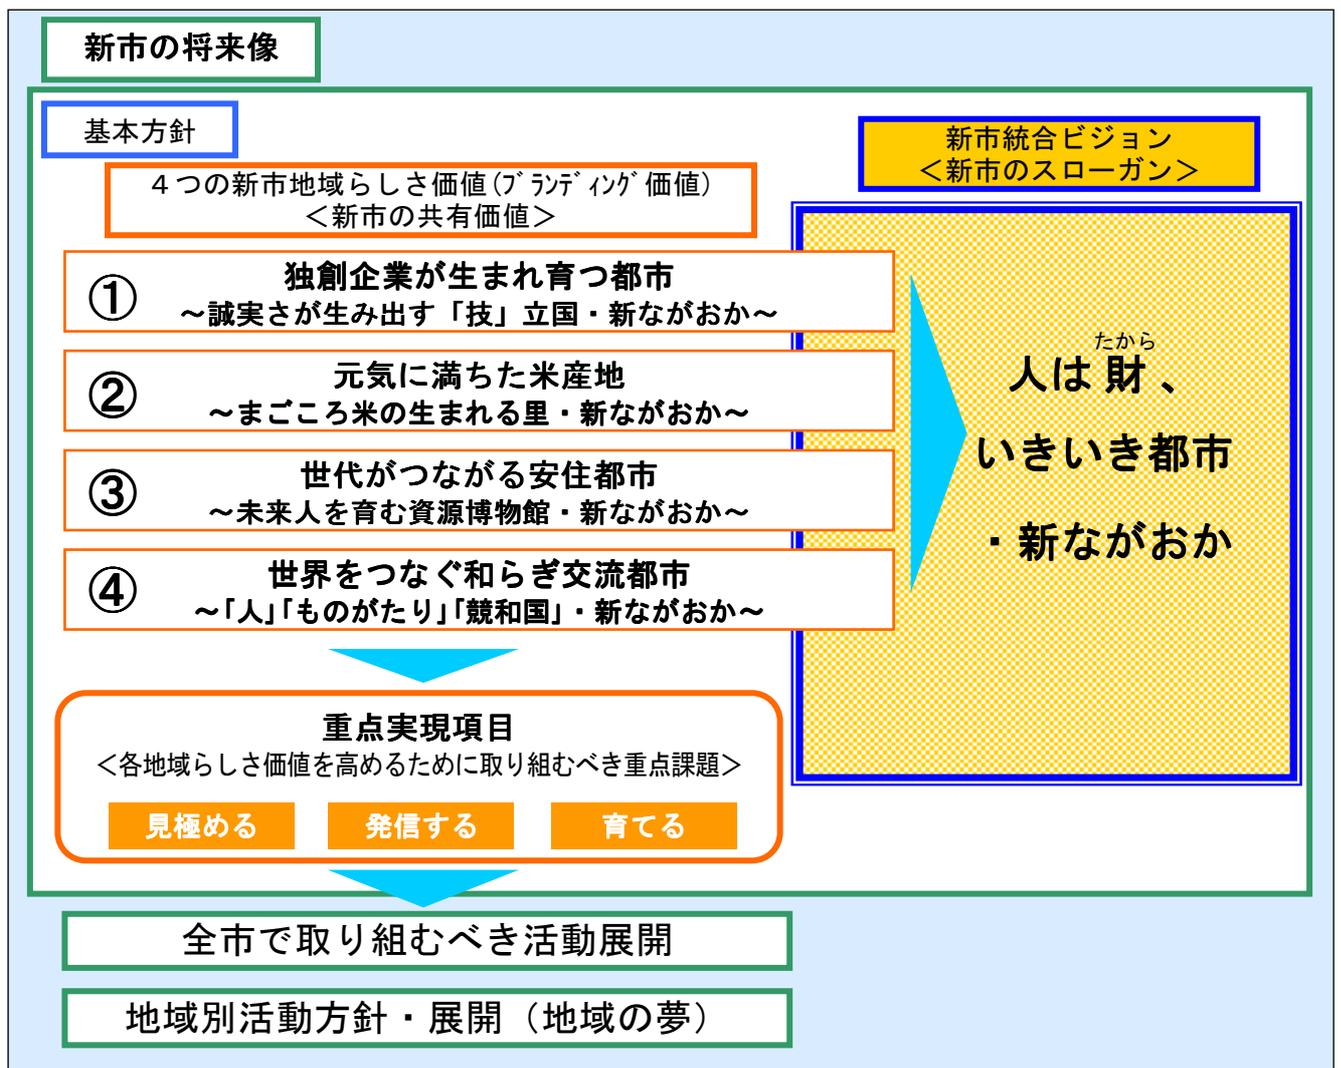 新市の将来像
基本方針
４つの新市地域らしさ価値(ﾌﾞﾗﾝﾃﾞｨﾝｸﾞ価値)
＜新市の共有価値＞
①
独創企業が生まれ育つ都市
～誠実さが生み出す「技」立国・新ながおか～
②
元気に満ちた米産地
～まごころ米の生まれる里・新ながおか～
③
世代がつながる安住都市
～未来人を育む資源博物館・新ながおか～
④
世界をつなぐ和らぎ交流都市
～｢人｣｢ものがたり｣｢競和国｣・新ながおか～
新市統合ビジョン
＜新市のスローガン＞
たから
人は財、
いきいき都市
・新ながおか
重点実現項目
＜各地域らしさ価値を高めるために取り組むべき重点課題＞
見極める
発信する
育てる
全市で取り組むべき活動展開
地域別活動方針・展開（地域の夢）